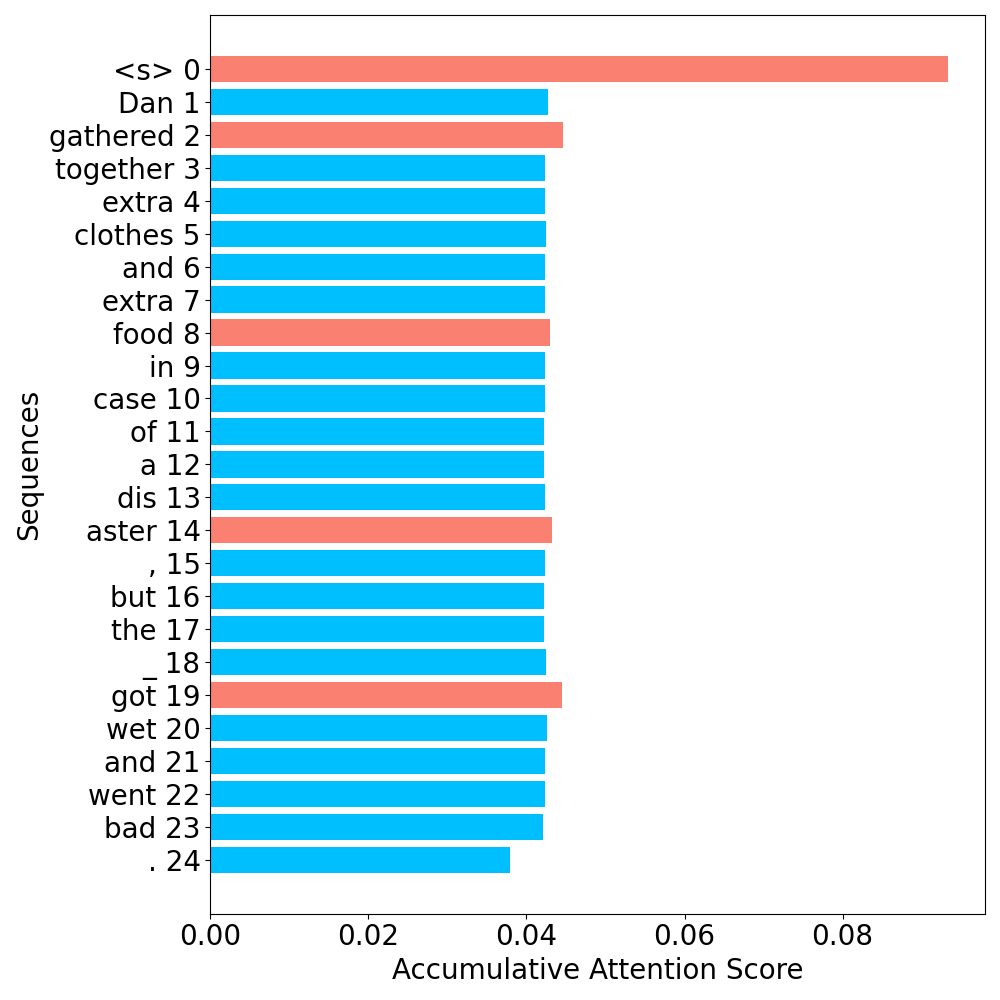 <s> 0
Dan 1
gathered 2
together 3
extra 4
clothes 5
and 6
extra 7
food 8
in 9
case 10
of 11
a 12
dis 13
aster 14
, 15
but 16
the 17
_ 18
got 19
wet 20
and 21
went 22
bad 23
. 24
Sequences
0.00 0.02 0.04 0.06 0.08
Accumulative Attention Score